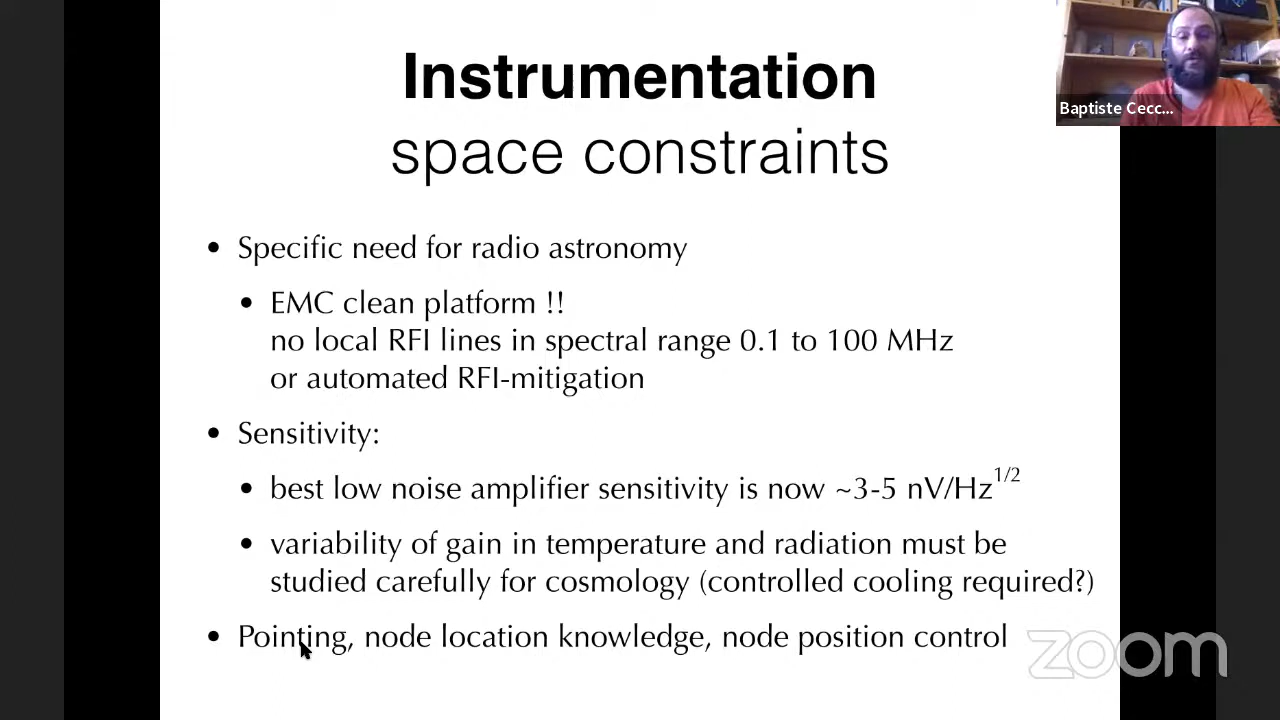 Instrumentation
space constraints
Baptiste Cecc...
• Specific need for radio astronomy
• EMC clean platform !!
no local RFI lines in spectral range 0.1 to 100 MHz
or automated RFI-mitigation
• Sensitivity:
• best low noise amplifier sensitivity is now ~3-5 nV/Hz^1/2
• variability of gain in temperature and radiation must be
studied carefully for cosmology (controlled cooling required?)
• Pointing, node location knowledge, node position control
zoom